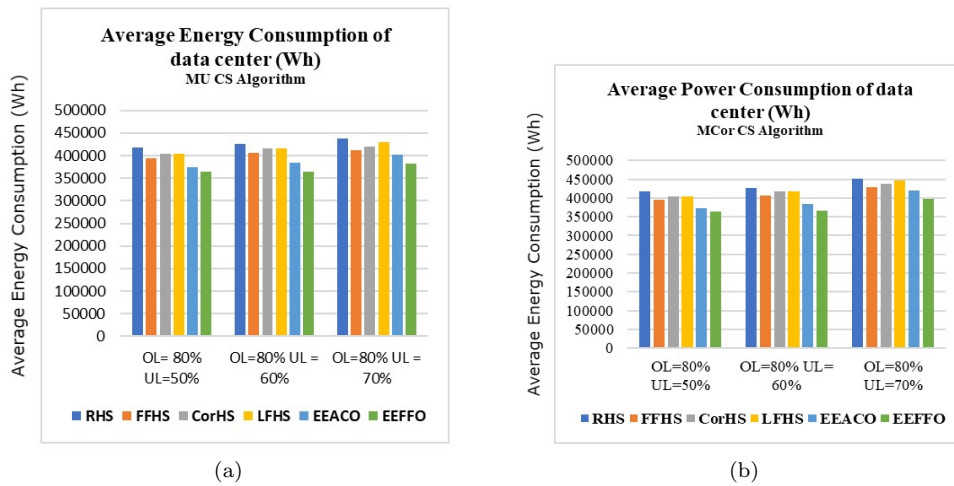 Average Energy Consumption of
data center (Wh)
MU CS Algorithm
Average Energy Consumption (Wh)
500000
450000
400000
350000
300000
250000
200000
150000
100000
50000
0
OL= 80%
UL=50%
OL=80% UL =
60%
OL=80% UL =
70%
RHS FFHS CorHS LFHS EEACO EEFFO
(a)
Average Power Consumption of data
center (Wh)
MCor CS Algorithm
Average Energy Consumption (Wh)
500000
450000
400000
350000
300000
250000
200000
150000
100000
50000
0
OL=80%
UL=50%
OL=80% UL=
60%
OL=80%
UL=70%
RHS FFHS CorHS LFHS EEACO EEFFO
(b)